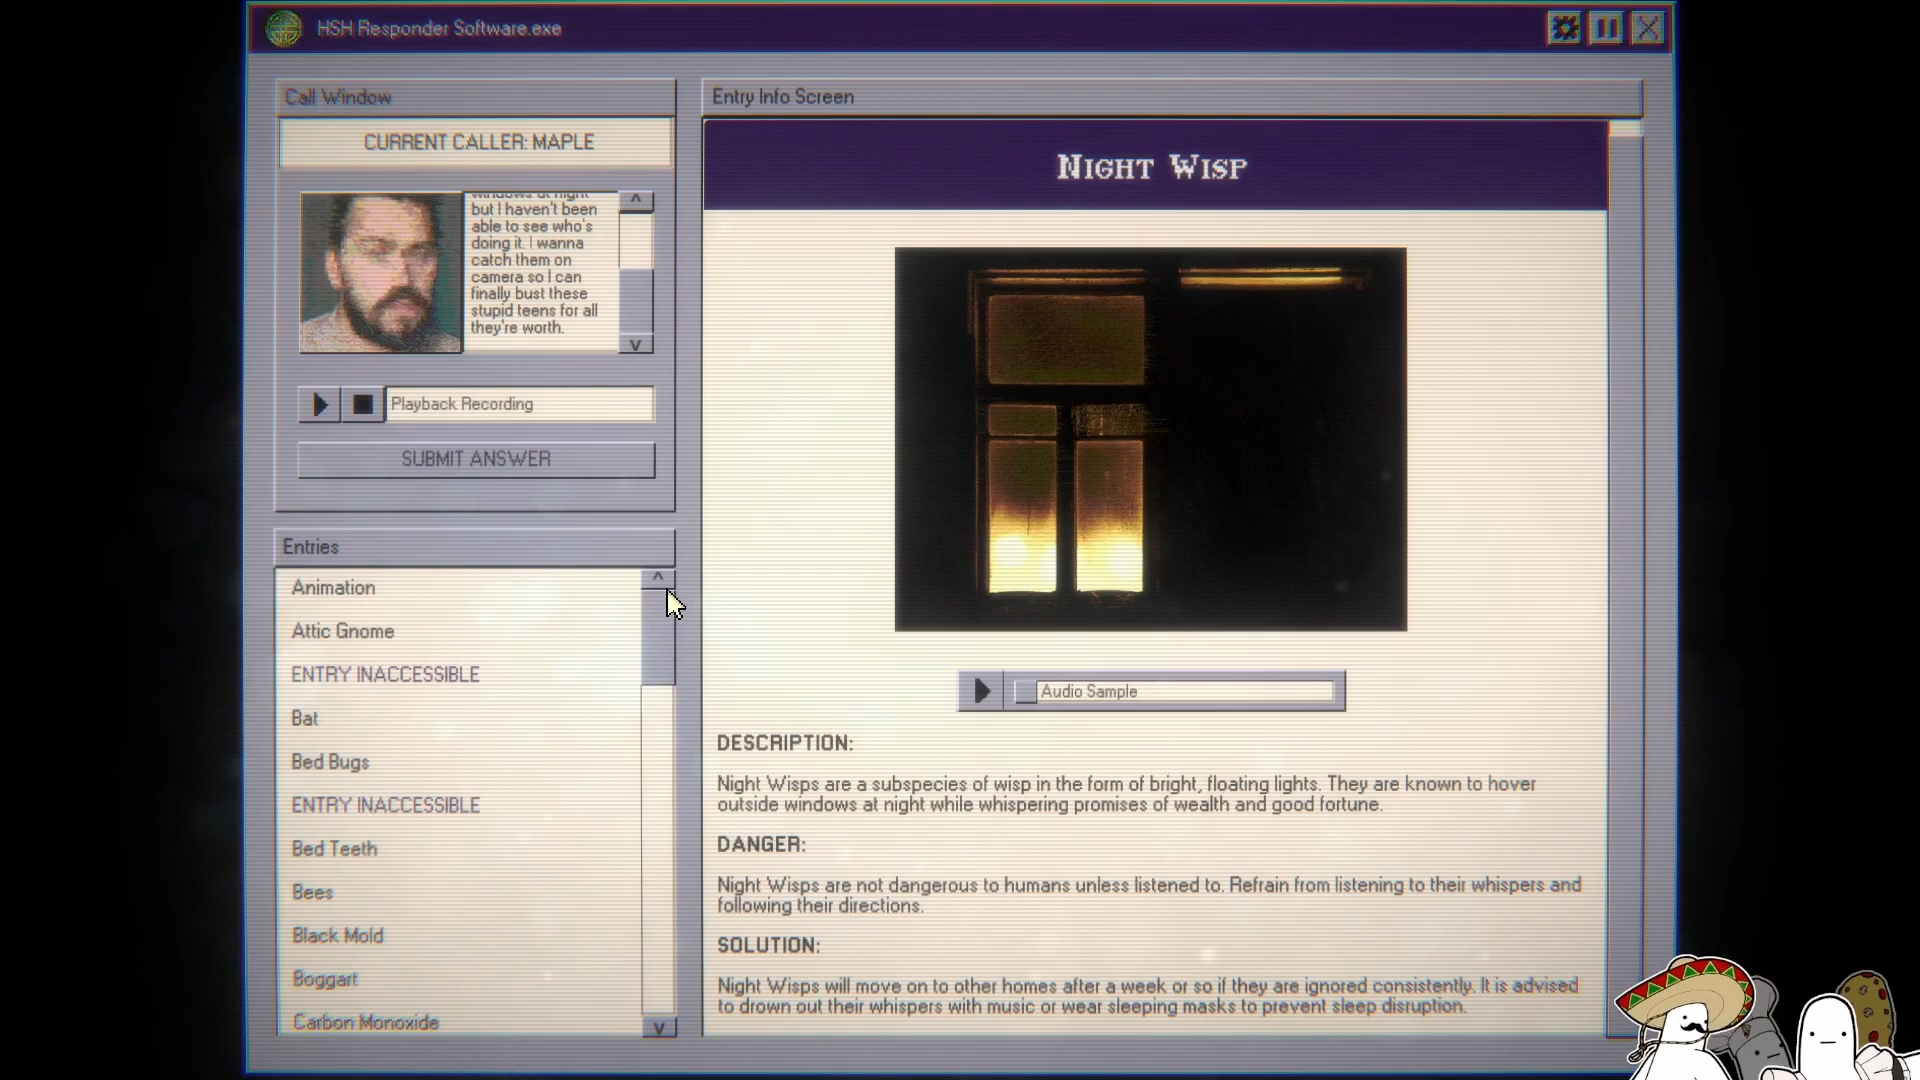 HSH Responder Software.exe
Call Window
CURRENT CALLER: MAPLE
windows at night
but I haven't been
able to see who's
doing it. I wanna
catch them on
camera so I can
finally bust these
stupid teens for all
they're worth.
Playback Recording
SUBMIT ANSWER
Entries
Animation
Attic Gnome
ENTRY INACCESSIBLE
Bat
Bed Bugs
ENTRY INACCESSIBLE
Bed Teeth
Bees
Black Mold
Boggart
Carbon Monoxide
Entry Info Screen
Night Wisp
Audio Sample
DESCRIPTION:
Night Wisps are a subspecies of wisp in the form of bright, floating lights. They are known to hover
outside windows at night while whispering promises of wealth and good fortune.
DANGER:
Night Wisps are not dangerous to humans unless listened to. Refrain from listening to their whispers and
following their directions.
SOLUTION:
Night Wisps will move on to other homes after a week or so if they are ignored consistently. It is advised
to drown out their whispers with music or wear sleeping masks to prevent sleep disruption.